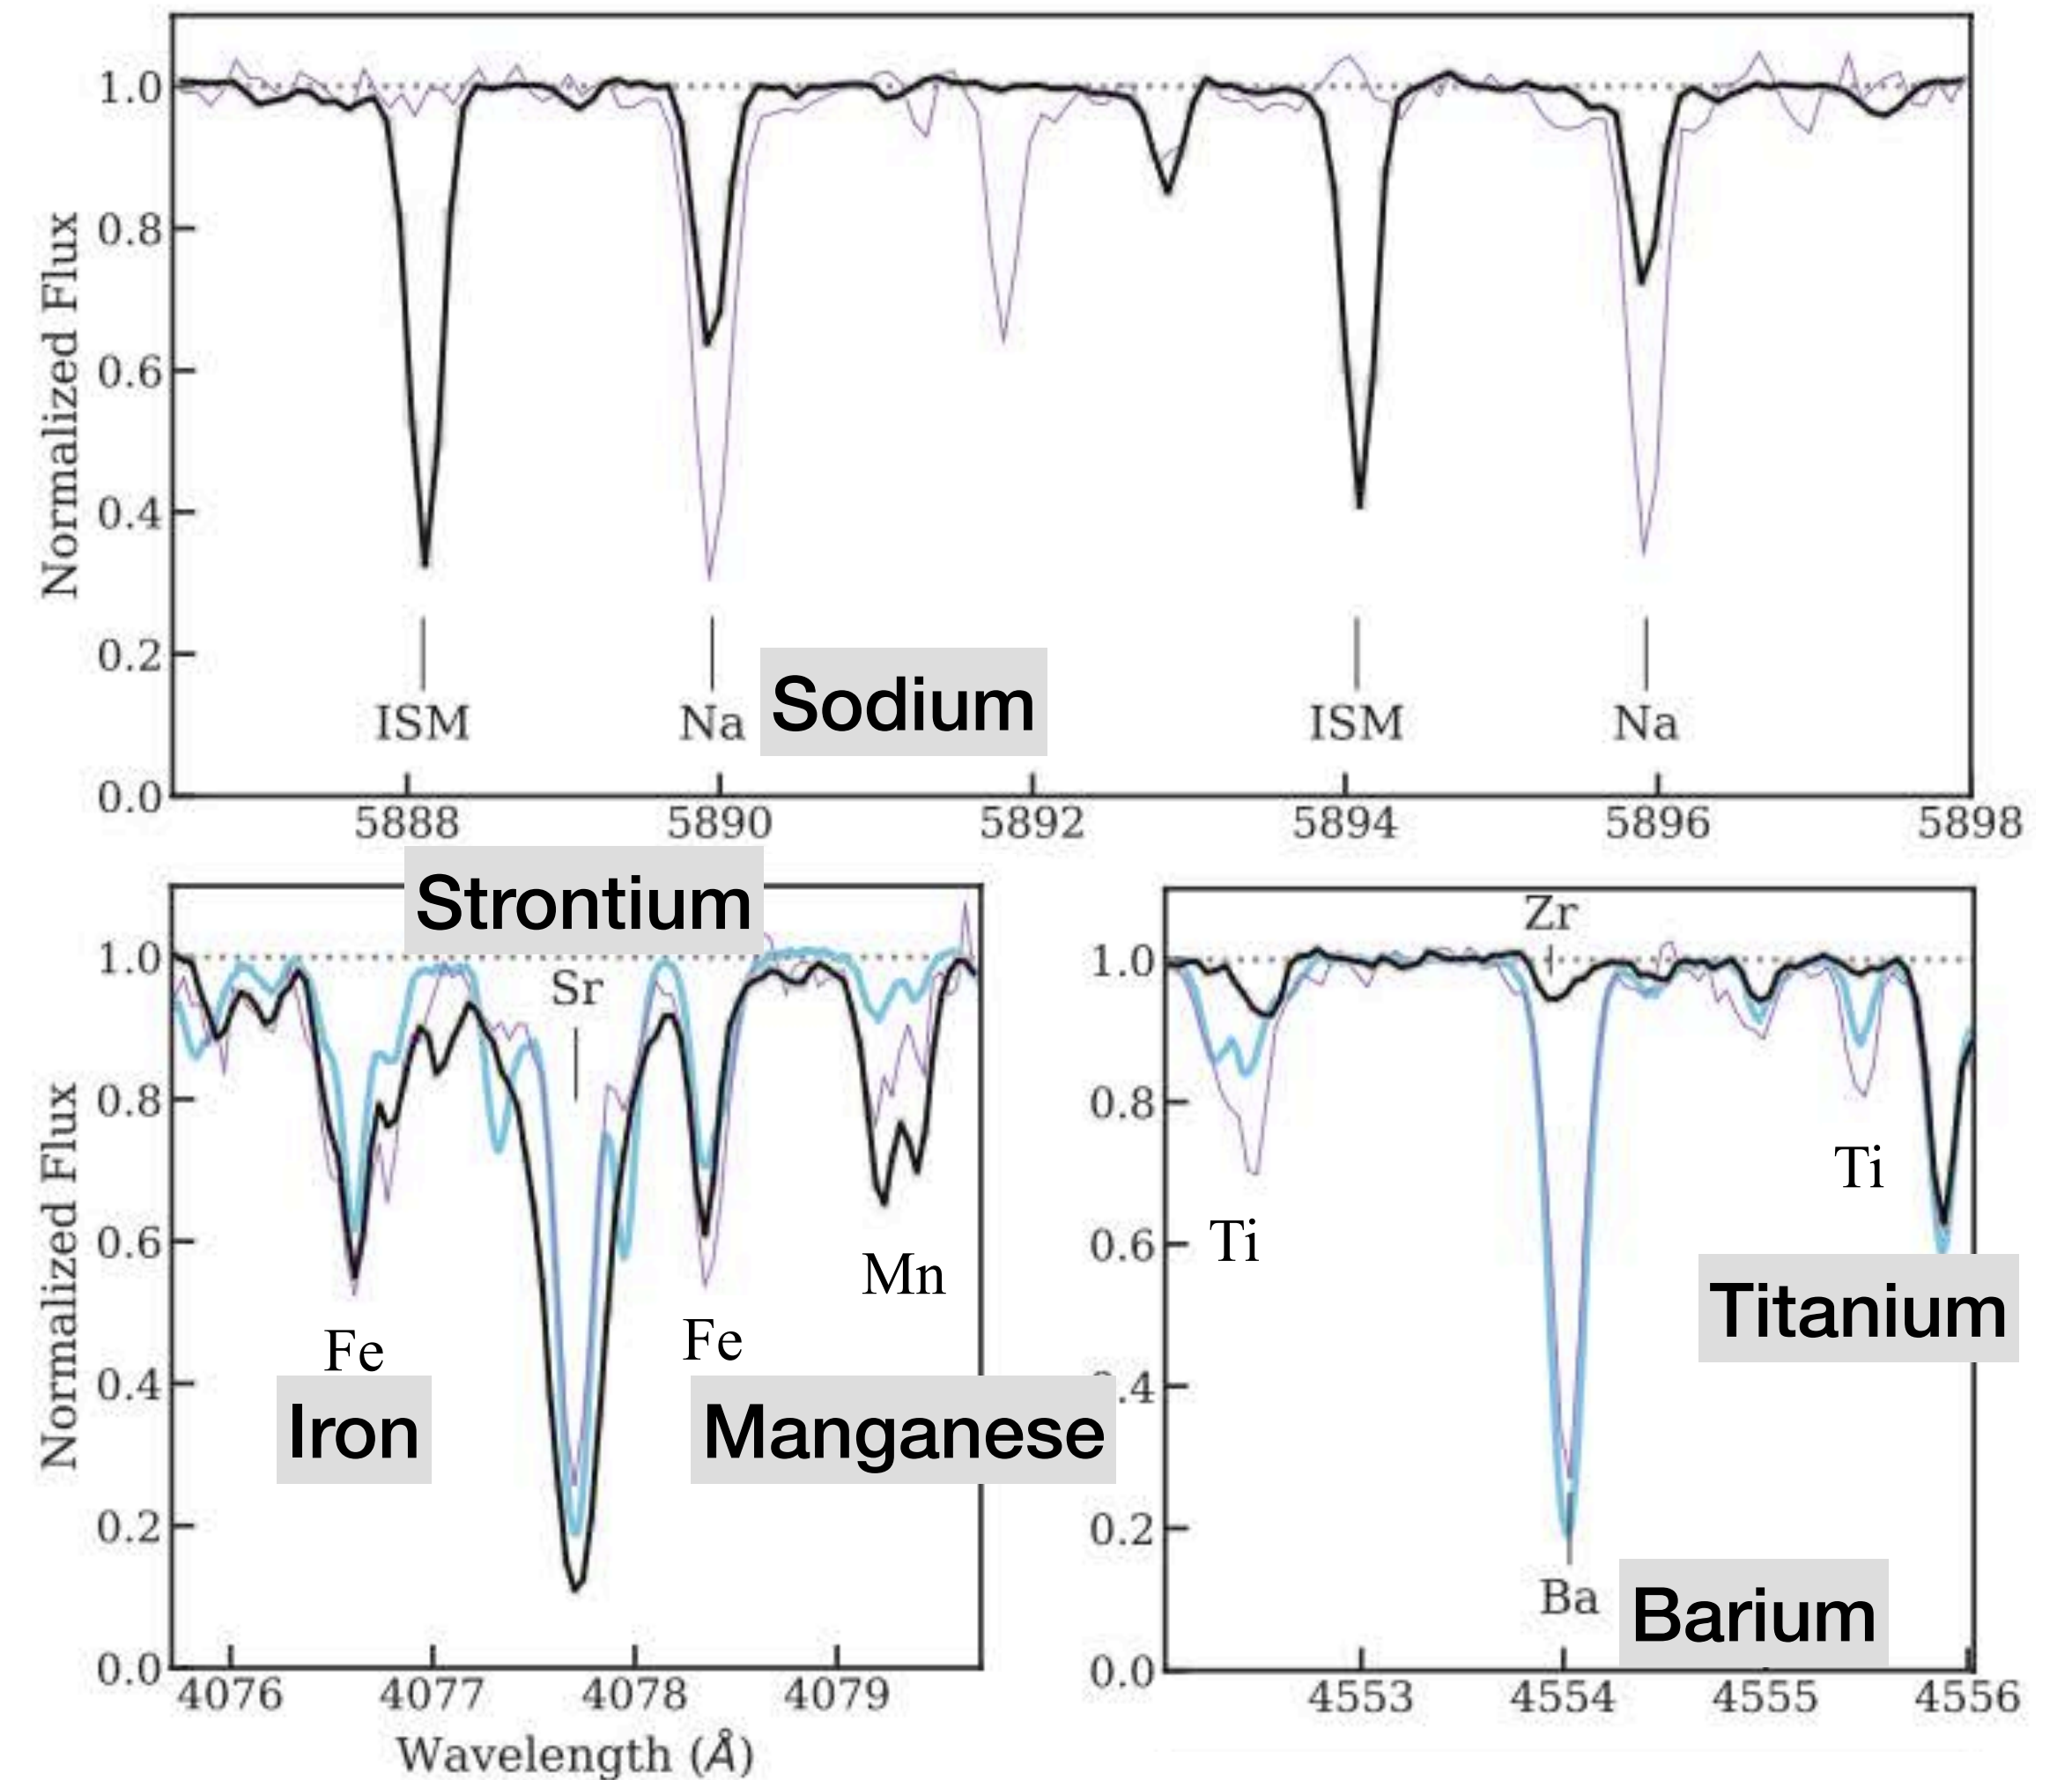 1.0
0.8
0.6
0.4
0.2
0.0
Normalized Flux
ISM
Na
Sodium
ISM
Na
5888
5890
5892
5894
5896
5898
Strontium
1.0
0.8
0.6
0.4
0.2
0.0
Normalized Flux
Sr
Fe
Iron
Fe
Mn
Manganese
4076
4077
4078
4079
Wavelength (Å)
Zr
1.0
0.8
0.6
.4
0.2
0.0
Ti
Ti
Titanium
Ba
Barium
4553
4554
4555
4556